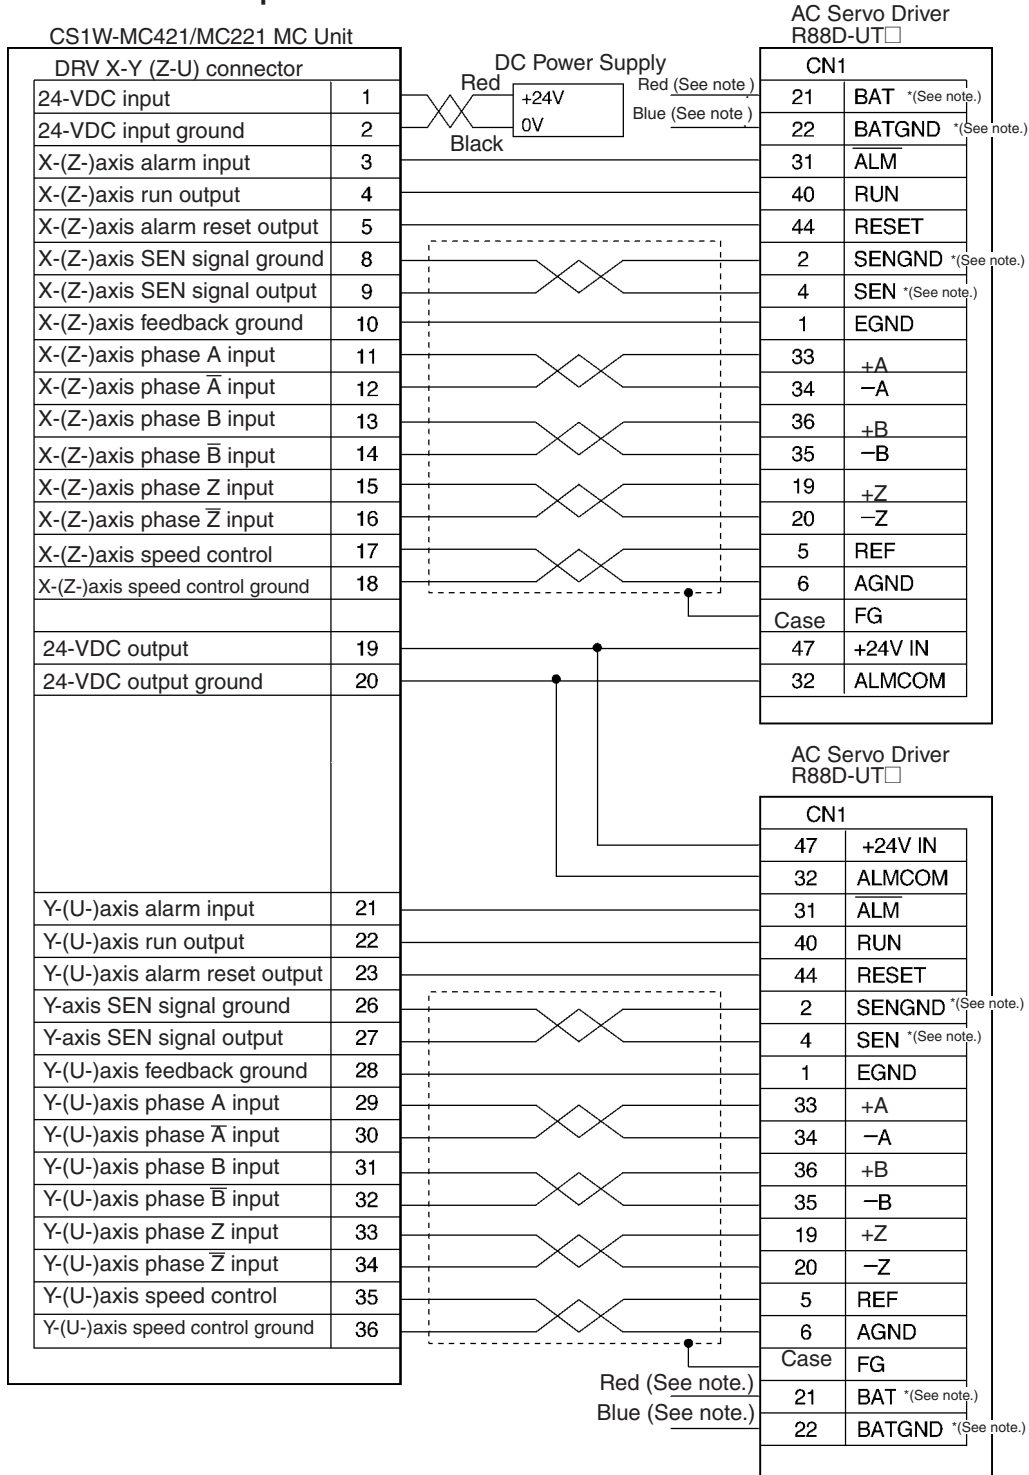 AC Servo Driver
CS1W-MC421/MC221 MC Unit
R88D-UT□
DRV X-Y (Z-U) connector
DC Power Supply
CN1
24-VDC input 1 Red +24V Red (See note ) 21 BAT *(See note.)
24-VDC input ground 2 Black 0V Blue (See note ) 22 BATGND *(See note.)
X-(Z-)axis alarm input 3 31 A̅L̅M̅
X-(Z-)axis run output 4 40 RUN
X-(Z-)axis alarm reset output 5 44 RESET
X-(Z-)axis SEN signal ground 8 2 SENGND *(See note.)
X-(Z-)axis SEN signal output 9 4 SEN *(See note.)
X-(Z-)axis feedback ground 10 1 EGND
X-(Z-)axis phase A input 11 33 +A
X-(Z-)axis phase A̅ input 12 34 −A
X-(Z-)axis phase B input 13 36 +B
X-(Z-)axis phase B̅ input 14 35 −B
X-(Z-)axis phase Z input 15 19 +Z
X-(Z-)axis phase Z̅ input 16 20 −Z
X-(Z-)axis speed control 17 5 REF
X-(Z-)axis speed control ground 18 6 AGND
Case FG
24-VDC output 19 47 +24V IN
24-VDC output ground 20 32 ALMCOM
AC Servo Driver
R88D-UT□
CN1
47 +24V IN
32 ALMCOM
Y-(U-)axis alarm input 21 31 A̅L̅M̅
Y-(U-)axis run output 22 40 RUN
Y-(U-)axis alarm reset output 23 44 RESET
Y-axis SEN signal ground 26 2 SENGND *(See note.)
Y-axis SEN signal output 27 4 SEN *(See note.)
Y-(U-)axis feedback ground 28 1 EGND
Y-(U-)axis phase A input 29 33 +A
Y-(U-)axis phase A̅ input 30 34 −A
Y-(U-)axis phase B input 31 36 +B
Y-(U-)axis phase B̅ input 32 35 −B
Y-(U-)axis phase Z input 33 19 +Z
Y-(U-)axis phase Z̅ input 34 20 −Z
Y-(U-)axis speed control 35 5 REF
Y-(U-)axis speed control ground 36 6 AGND
Case FG
Red (See note.) 21 BAT *(See note.)
Blue (See note.) 22 BATGND *(See note.)